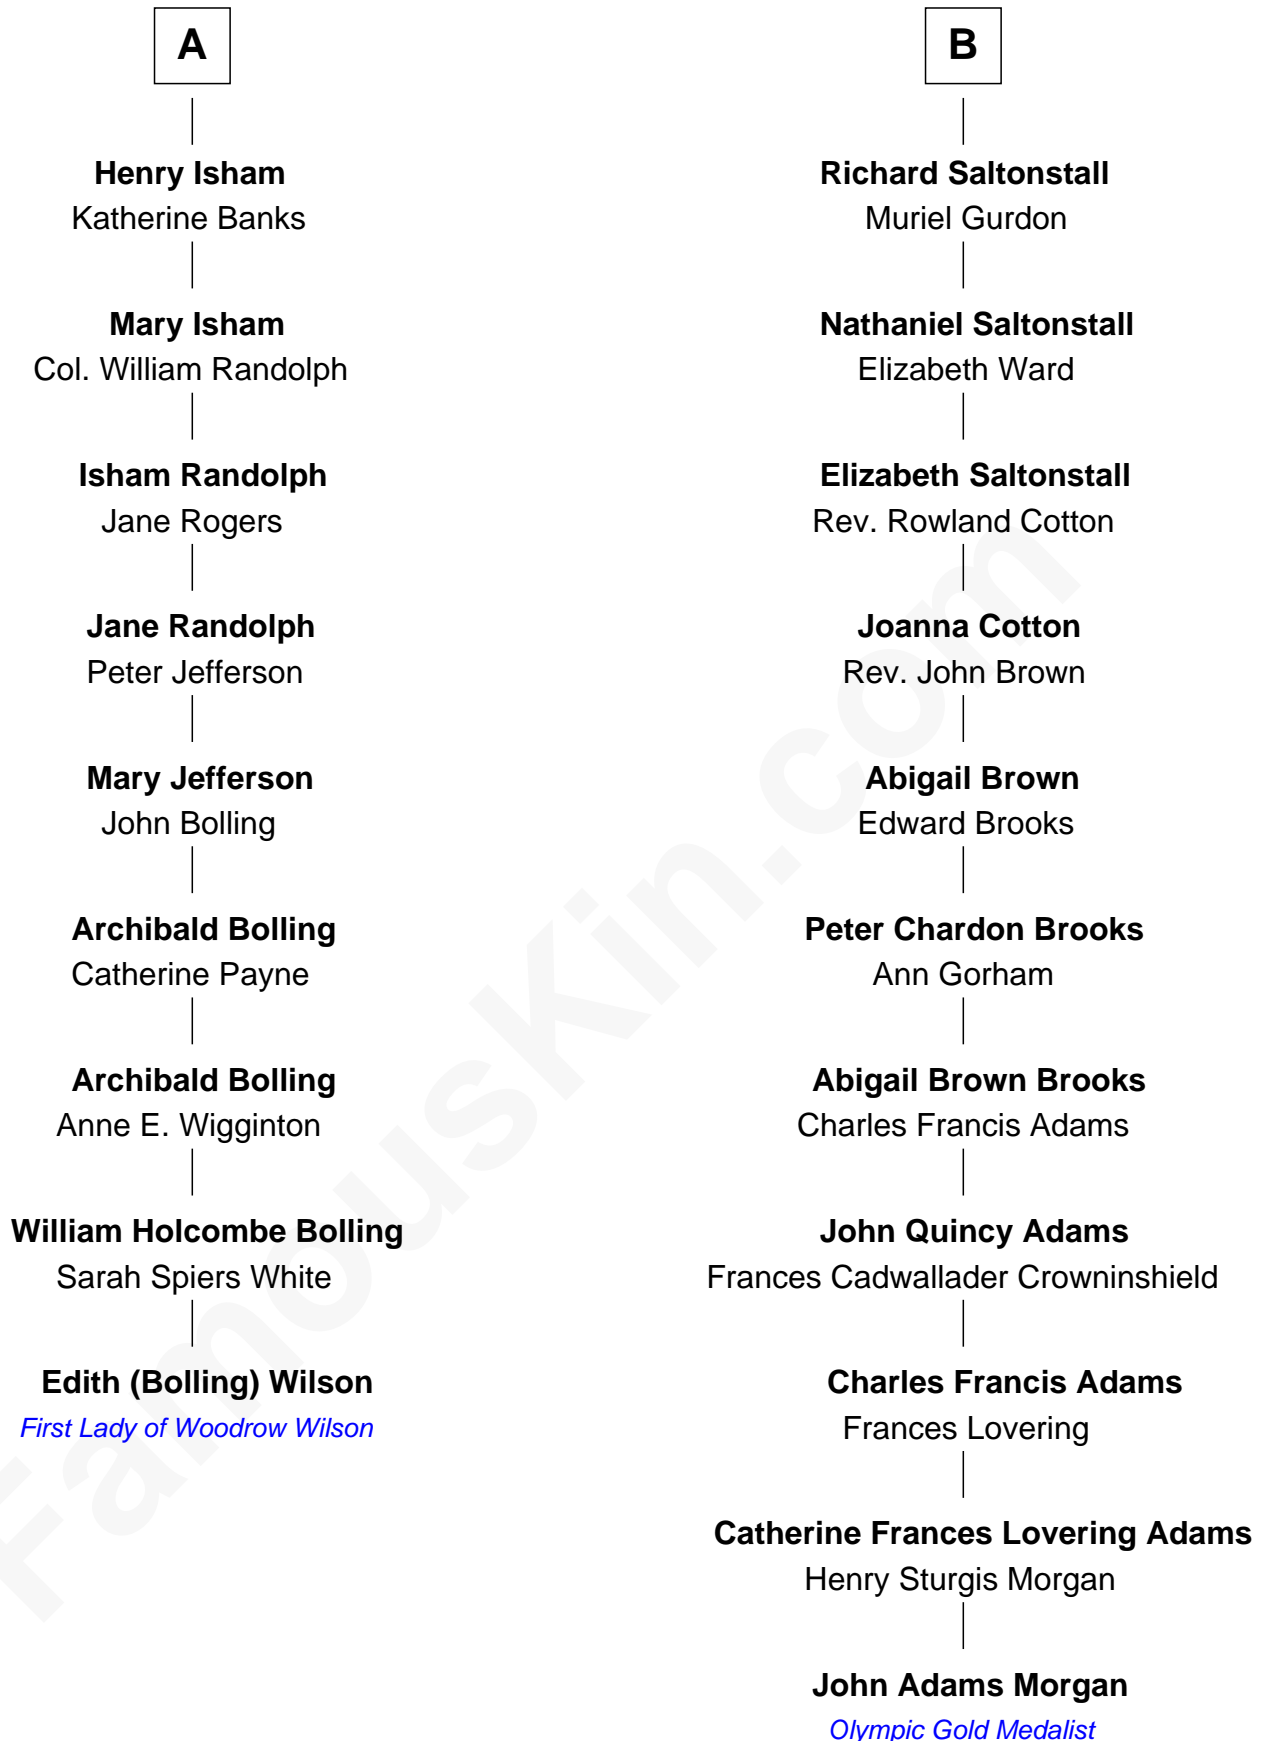 A
Henry Isham
Katherine Banks
Mary Isham
Col. William Randolph
Isham Randolph
Jane Rogers
Jane Randolph
Peter Jefferson
Mary Jefferson
John Bolling
Archibald Bolling
Catherine Payne
Archibald Bolling
Anne E. Wigginton
William Holcombe Bolling
Sarah Spiers White
Edith (Bolling) Wilson
First Lady of Woodrow Wilson
B
Richard Saltonstall
Muriel Gurdon
Nathaniel Saltonstall
Elizabeth Ward
Elizabeth Saltonstall
Rev. Rowland Cotton
Joanna Cotton
Rev. John Brown
Abigail Brown
Edward Brooks
Peter Chardon Brooks
Ann Gorham
Abigail Brown Brooks
Charles Francis Adams
John Quincy Adams
Frances Cadwallader Crowninshield
Charles Francis Adams
Frances Lovering
Catherine Frances Lovering Adams
Henry Sturgis Morgan
John Adams Morgan
Olympic Gold Medalist
FamousKin.com